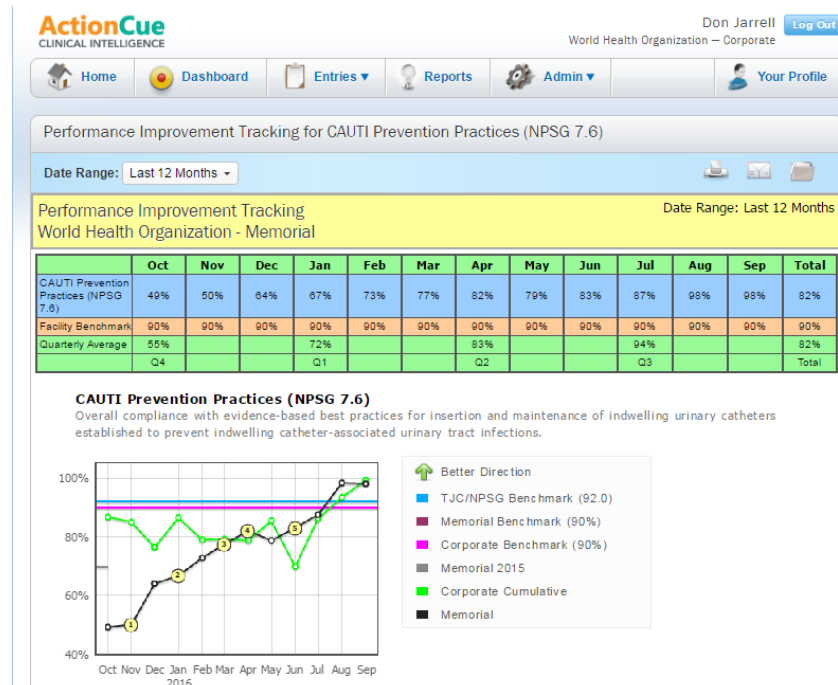 ActionCue
CLINICAL INTELLIGENCE
Don Jarrell
World Health Organization — Corporate
Log Out
Home
Dashboard
Entries ▾
Reports
Admin ▾
Your Profile
Performance Improvement Tracking for CAUTI Prevention Practices (NPSG 7.6)
Date Range: Last 12 Months
Performance Improvement Tracking
World Health Organization - Memorial
Date Range: Last 12 Months
Oct Nov Dec Jan Feb Mar Apr May Jun Jul Aug Sep Total
CAUTI Prevention
Practices (NPSG
7.6)
49% 50% 64% 67% 73% 77% 82% 79% 83% 87% 98% 98% 82%
Facility Benchmark 90% 90% 90% 90% 90% 90% 90% 90% 90% 90% 90% 90% 90%
Quarterly Average 55% 72% 83% 94% 82%
Q4 Q1 Q2 Q3 Total
CAUTI Prevention Practices (NPSG 7.6)
Overall compliance with evidence-based best practices for insertion and maintenance of indwelling urinary catheters
established to prevent indwelling catheter-associated urinary tract infections.
100%
80%
60%
40%
1
2
3
4
5
Oct Nov Dec Jan Feb Mar Apr May Jun Jul Aug Sep
2016
Better Direction
TJC/NPSG Benchmark (92.0)
Memorial Benchmark (90%)
Corporate Benchmark (90%)
Memorial 2015
Corporate Cumulative
Memorial